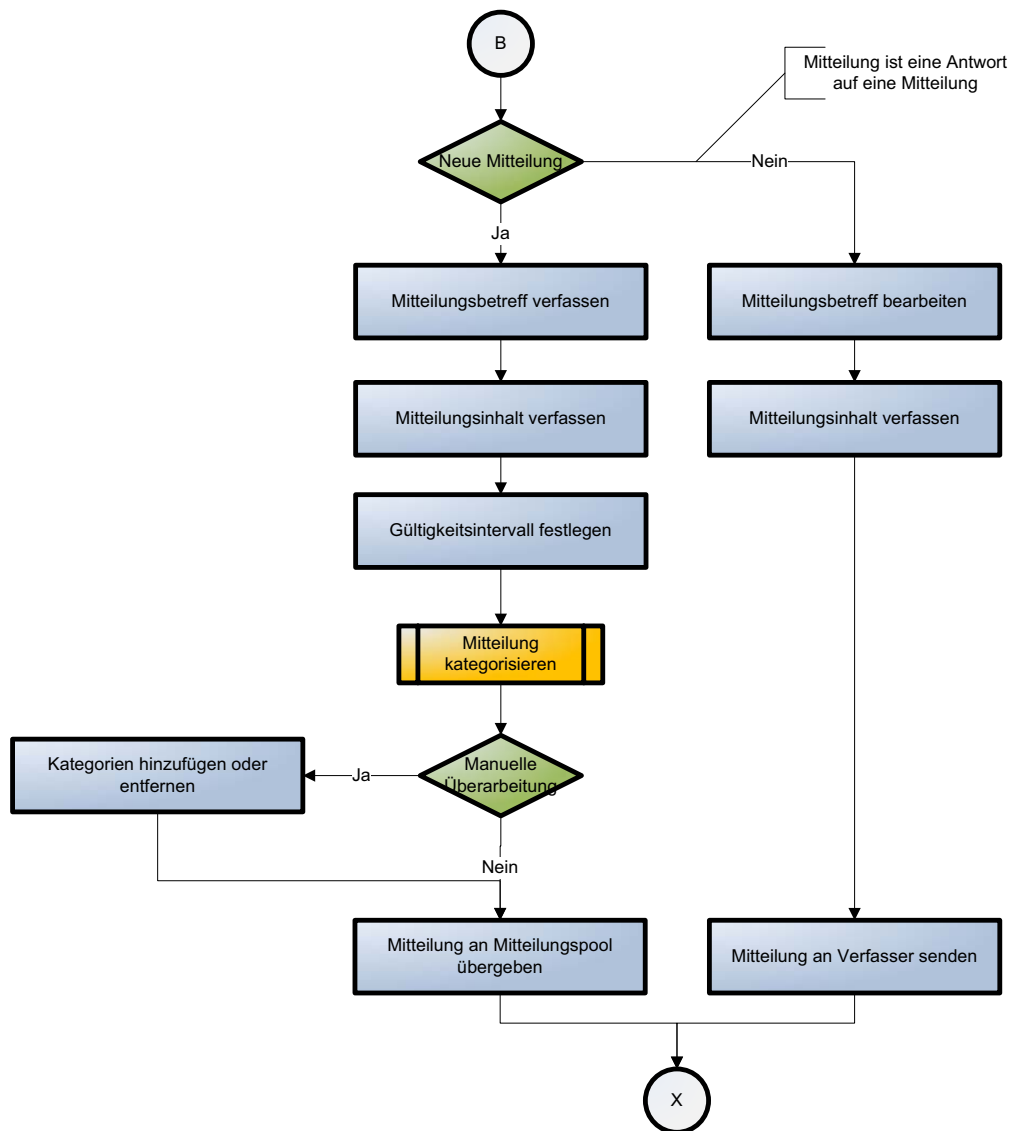 B
Mitteilung ist eine Antwort
auf eine Mitteilung
Neue Mitteilung
Nein
Ja
Mitteilungsbetreff verfassen
Mitteilungsbetreff bearbeiten
Mitteilungsinhalt verfassen
Mitteilungsinhalt verfassen
Gültigkeitsintervall festlegen
Mitteilung
kategorisieren
Kategorien hinzufügen oder
entfernen
Ja
Manuelle
Überarbeitung
Nein
Mitteilung an Mitteilungspool
übergeben
Mitteilung an Verfasser senden
X